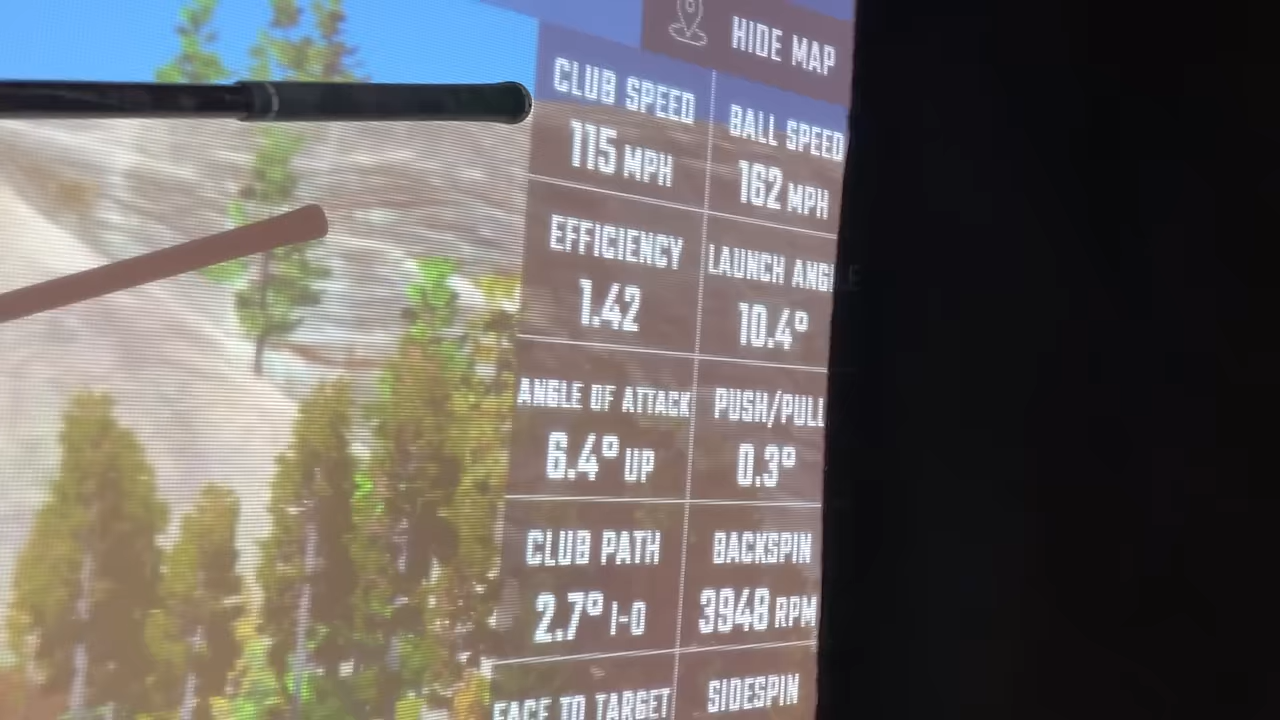 HIDE MAP
CLUB SPEED
115 MPH
BALL SPEED
162 MPH
EFFICIENCY
1.42
LAUNCH ANGLE
10.4°
ANGLE OF ATTACK
6.4° UP
PUSH/PULL
0.3°
CLUB PATH
2.7° I-O
BACKSPIN
3948 RPM
FACE TO TARGET
SIDESPIN